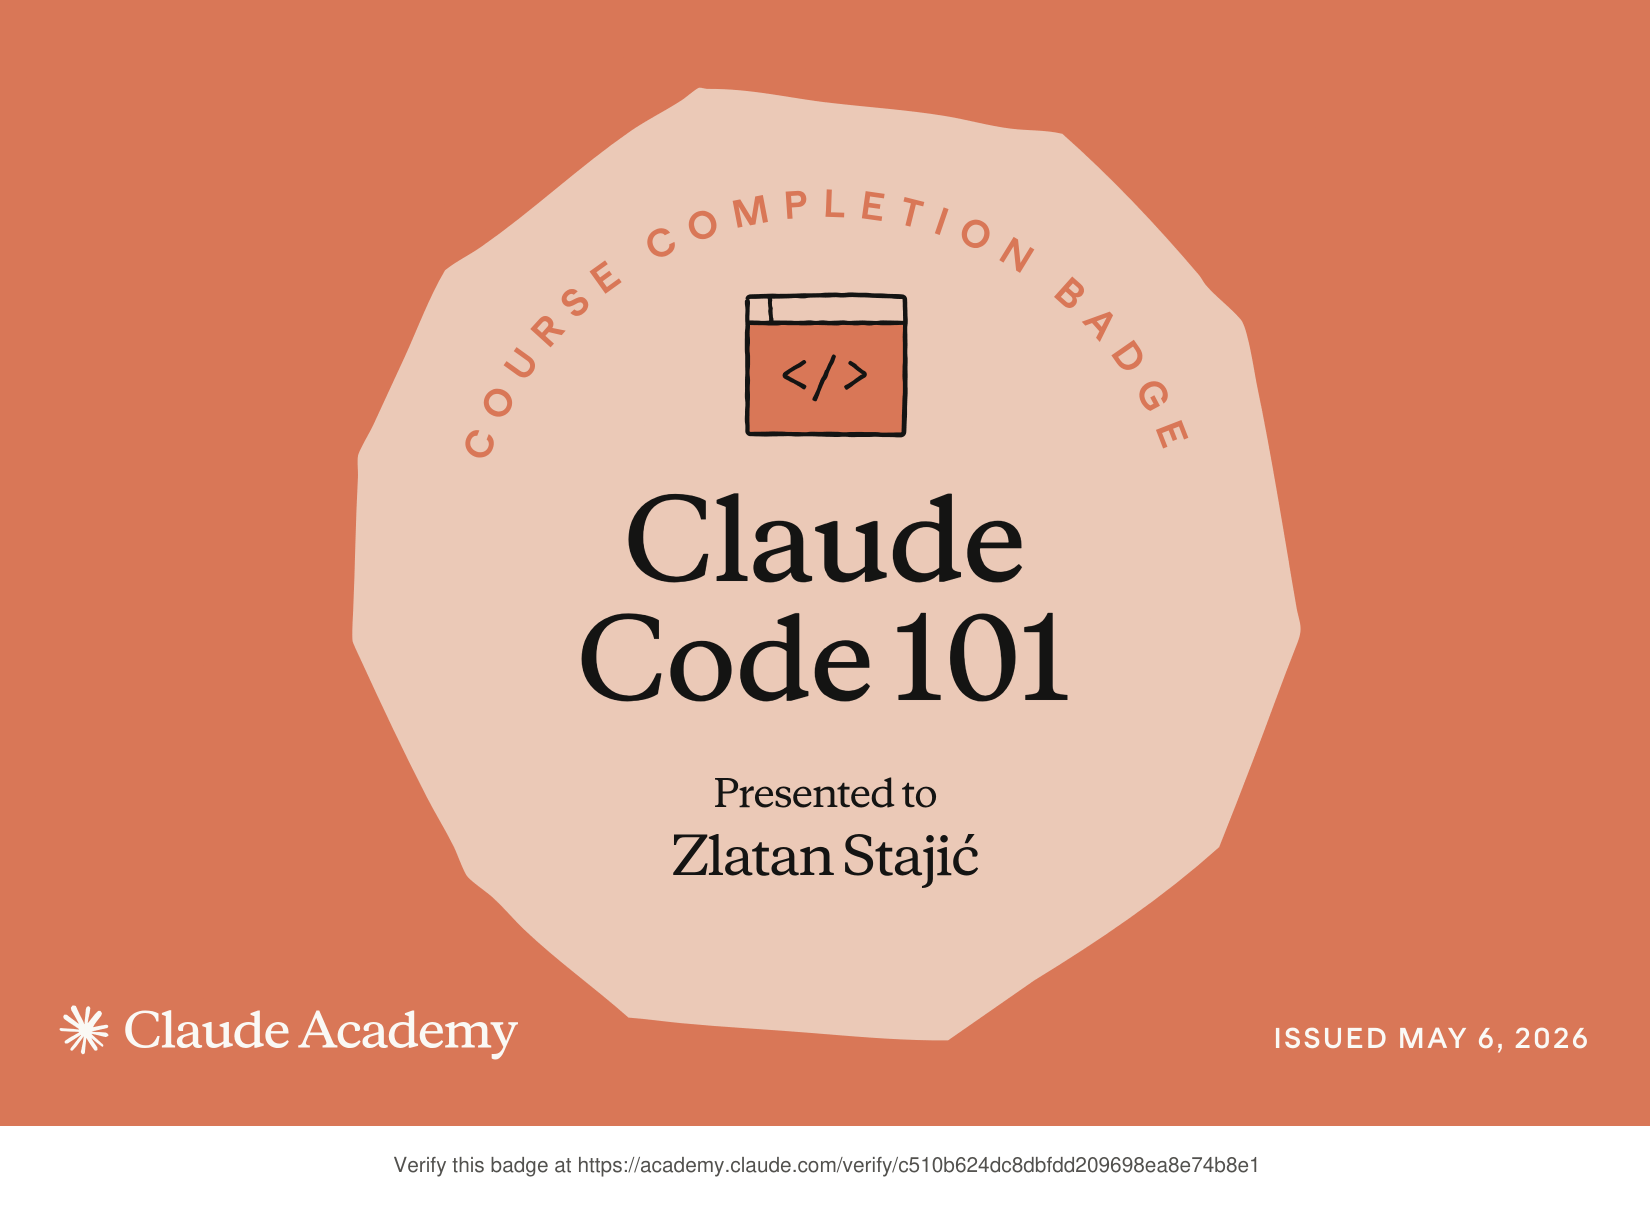 COURSE COMPLETION BADGE
</>
Claude
Code 101
Presented to
Zlatan Stajić
Claude Academy
ISSUED MAY 6, 2026
Verify this badge at https://academy.claude.com/verify/c510b624dc8dbfdd209698ea8e74b8e1